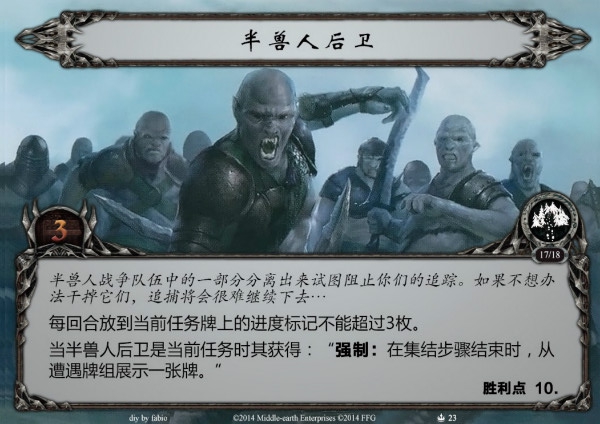 半兽人后卫
3
17/18
半兽人战争队伍中的一部分分离出来试图阻止你们的追踪。如果不想办
法干掉它们，追捕将会很难继续下去…
每回合放到当前任务牌上的进度标记不能超过3枚。
当半兽人后卫是当前任务时其获得：“强制：在集结步骤结束时，从
遭遇牌组展示一张牌。”
胜利点 10.
diy by fabio ©2014 Middle-earth Enterprises ©2014 FFG 23